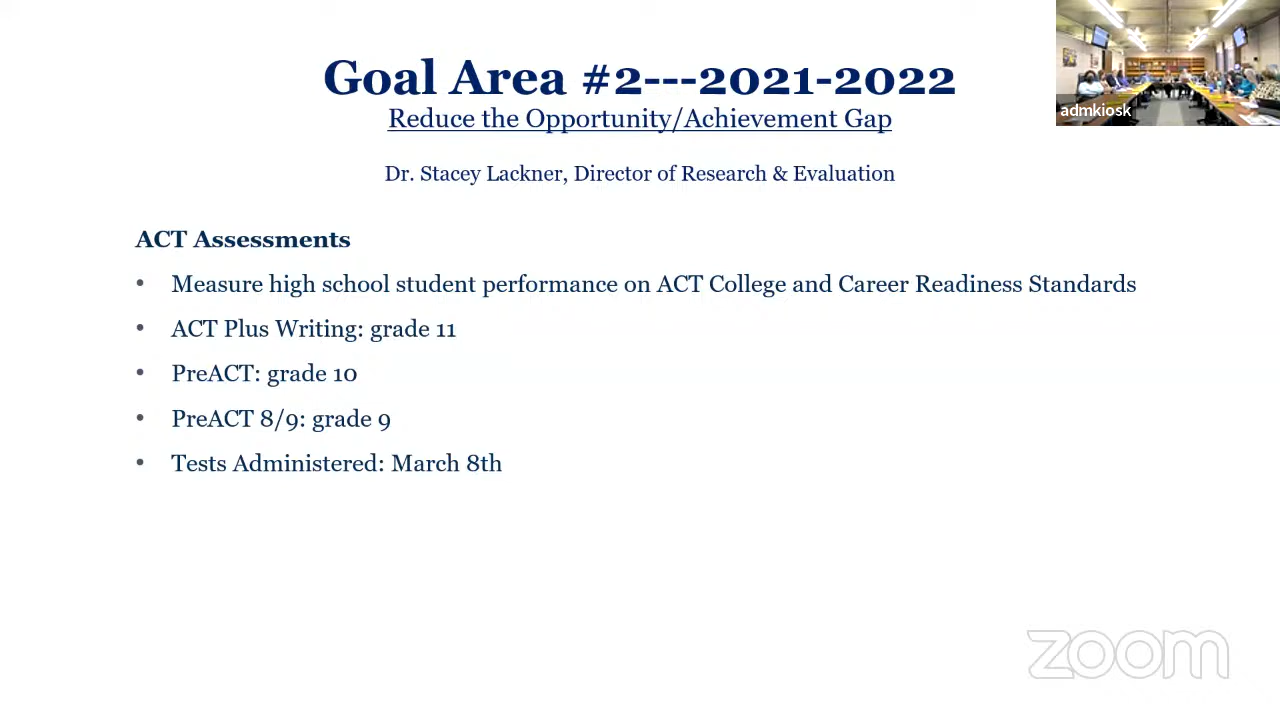 Goal Area #2---2021-2022
Reduce the Opportunity/Achievement Gap
Dr. Stacey Lackner, Director of Research & Evaluation
admkiosk
ACT Assessments
• Measure high school student performance on ACT College and Career Readiness Standards
• ACT Plus Writing: grade 11
• PreACT: grade 10
• PreACT 8/9: grade 9
• Tests Administered: March 8th
zoom